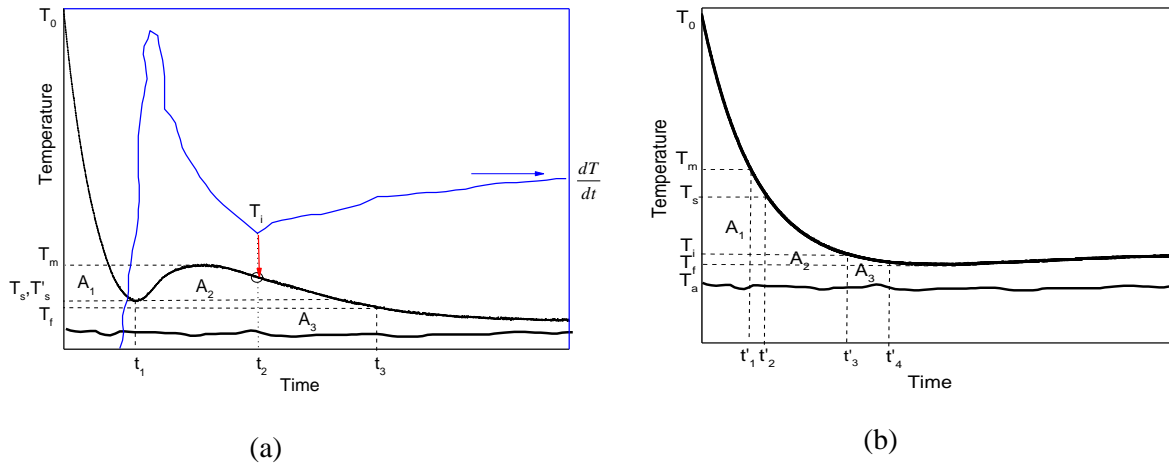 T₀
Temperature
Tₘ
Tₛ,T'ₛ
T_f
A₁
A₂
A₃
Tᵢ
dT/dt
t₁
t₂
t₃
Time
(a)
T₀
Temperature
Tₘ
Tₛ
Tᵢ
T_f
Tₐ
A₁
A₂
A₃
t'₁
t'₂
t'₃
t'₄
Time
(b)